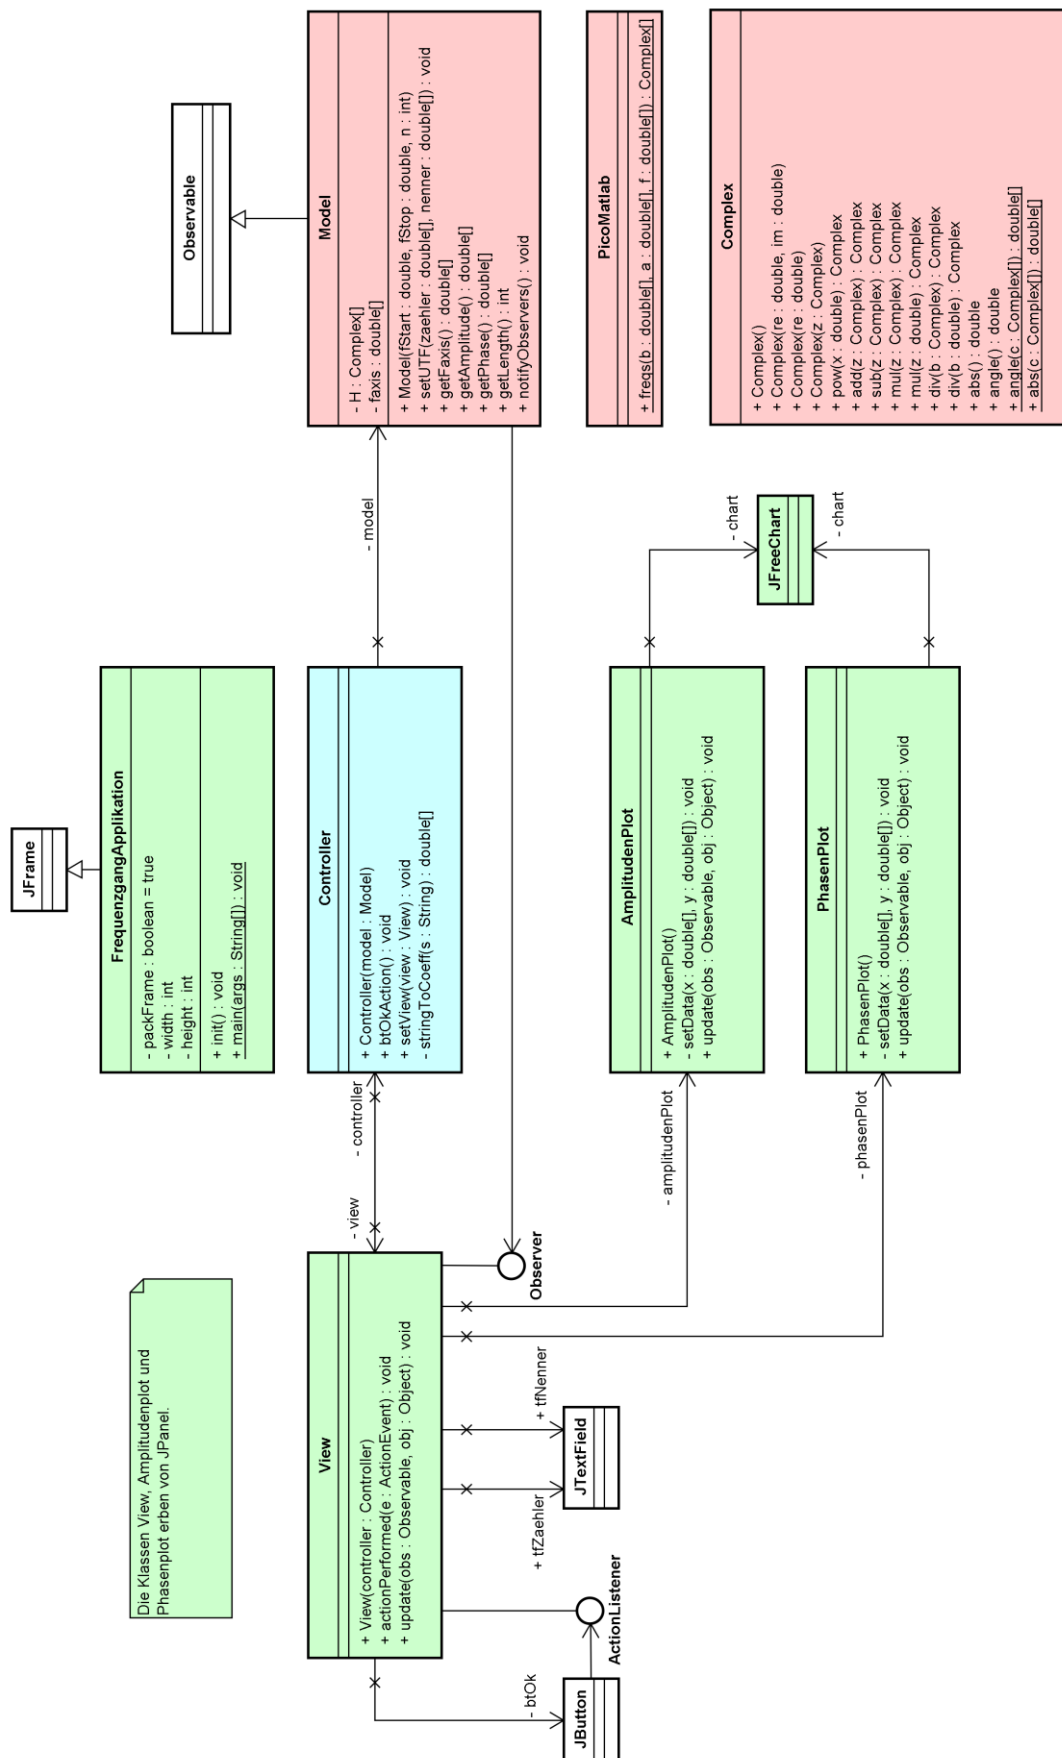 Die Klassen View, Amplitudenplot und
Phasenplot erben von JPanel.
JFrame
FrequenzgangApplikation
- packFrame : boolean = true
- width : int
- height : int
+ init() : void
+ main(args : String[]) : void
Observable
View
+ View(controller : Controller)
+ actionPerformed(e : ActionEvent) : void
+ update(obs : Observable, obj : Object) : void
- view
- controller
Controller
+ Controller(model : Model)
+ btOkAction() : void
+ setView(view : View) : void
- stringToCoeff(s : String) : double[]
- model
Model
- H : Complex[]
- faxis : double[]
+ Model(fStart : double, fStop : double, n : int)
+ setUTF(zaehler : double[], nenner : double[]) : void
+ getFaxis() : double[]
+ getAmplitude() : double[]
+ getPhase() : double[]
+ getLength() : int
+ notifyObservers() : void
- btOk
JButton
ActionListener
+ tfZaehler
+ tfNenner
JTextField
Observer
- amplitudenPlot
AmplitudenPlot
+ AmplitudenPlot()
- setData(x : double[], y : double[]) : void
+ update(obs : Observable, obj : Object) : void
- phasenPlot
PhasenPlot
+ PhasenPlot()
- setData(x : double[], y : double[]) : void
+ update(obs : Observable, obj : Object) : void
- chart
JFreeChart
- chart
PicoMatlab
+ freqs(b : double[], a : double[], f : double[]) : Complex[]
Complex
+ Complex()
+ Complex(re : double, im : double)
+ Complex(re : double)
+ Complex(z : Complex)
+ pow(x : double) : Complex
+ add(z : Complex) : Complex
+ sub(z : Complex) : Complex
+ mul(z : Complex) : Complex
+ mul(z : double) : Complex
+ div(b : Complex) : Complex
+ div(b : double) : Complex
+ abs() : double
+ angle() : double
+ angle(c : Complex[]) : double[]
+ abs(c : Complex[]) : double[]